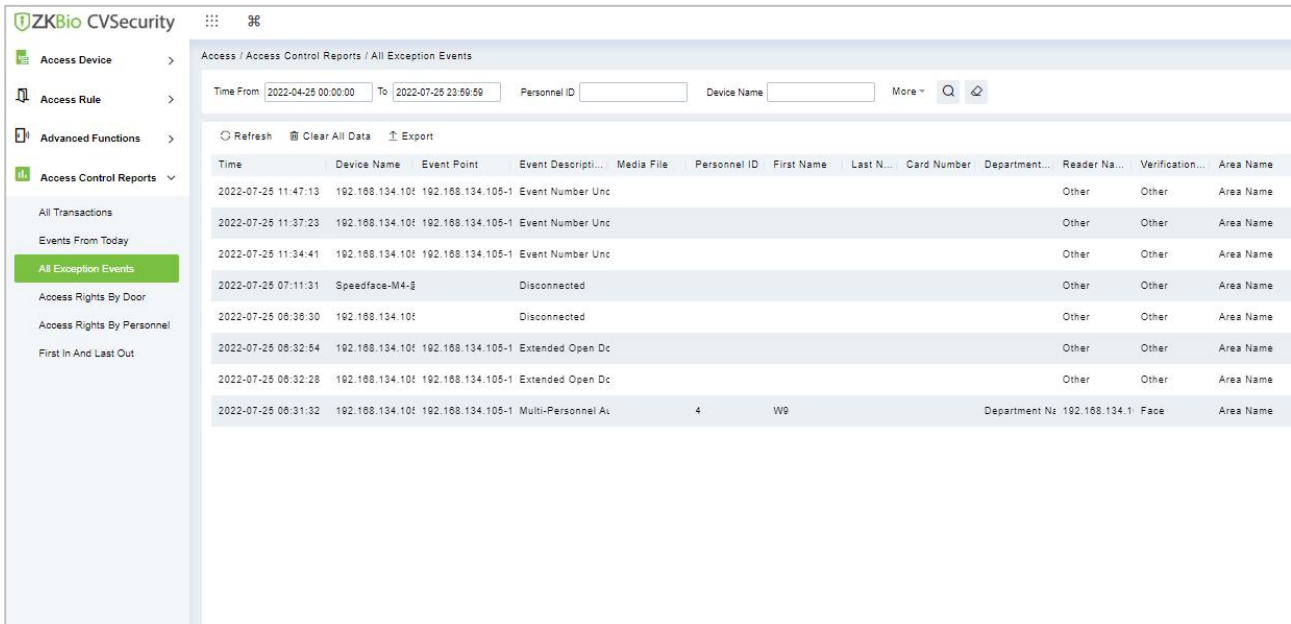 ZKBio CVSecurity
Access Device
Access Rule
Advanced Functions
Access Control Reports
All Transactions
Events From Today
All Exception Events
Access Rights By Door
Access Rights By Personnel
First In And Last Out
Access / Access Control Reports / All Exception Events
Time From 2022-04-25 00:00:00 To 2022-07-25 23:59:59 Personnel ID Device Name More
Refresh Clear All Data Export
Time Device Name Event Point Event Descripti... Media File Personnel ID First Name Last N... Card Number Department... Reader Na... Verification... Area Name
2022-07-25 11:47:13 192.168.134.105 192.168.134.105-1 Event Number Unc Other Other Area Name
2022-07-25 11:37:23 192.168.134.105 192.168.134.105-1 Event Number Unc Other Other Area Name
2022-07-25 11:34:41 192.168.134.105 192.168.134.105-1 Event Number Unc Other Other Area Name
2022-07-25 07:11:31 Speedface-M4- Disconnected Other Other Area Name
2022-07-25 06:36:30 192.168.134.105 Disconnected Other Other Area Name
2022-07-25 06:32:54 192.168.134.105 192.168.134.105-1 Extended Open Dc Other Other Area Name
2022-07-25 06:32:28 192.168.134.105 192.168.134.105-1 Extended Open Dc Other Other Area Name
2022-07-25 06:31:32 192.168.134.105 192.168.134.105-1 Multi-Personnel Au 4 W9 Department Na 192.168.134.1 Face Area Name